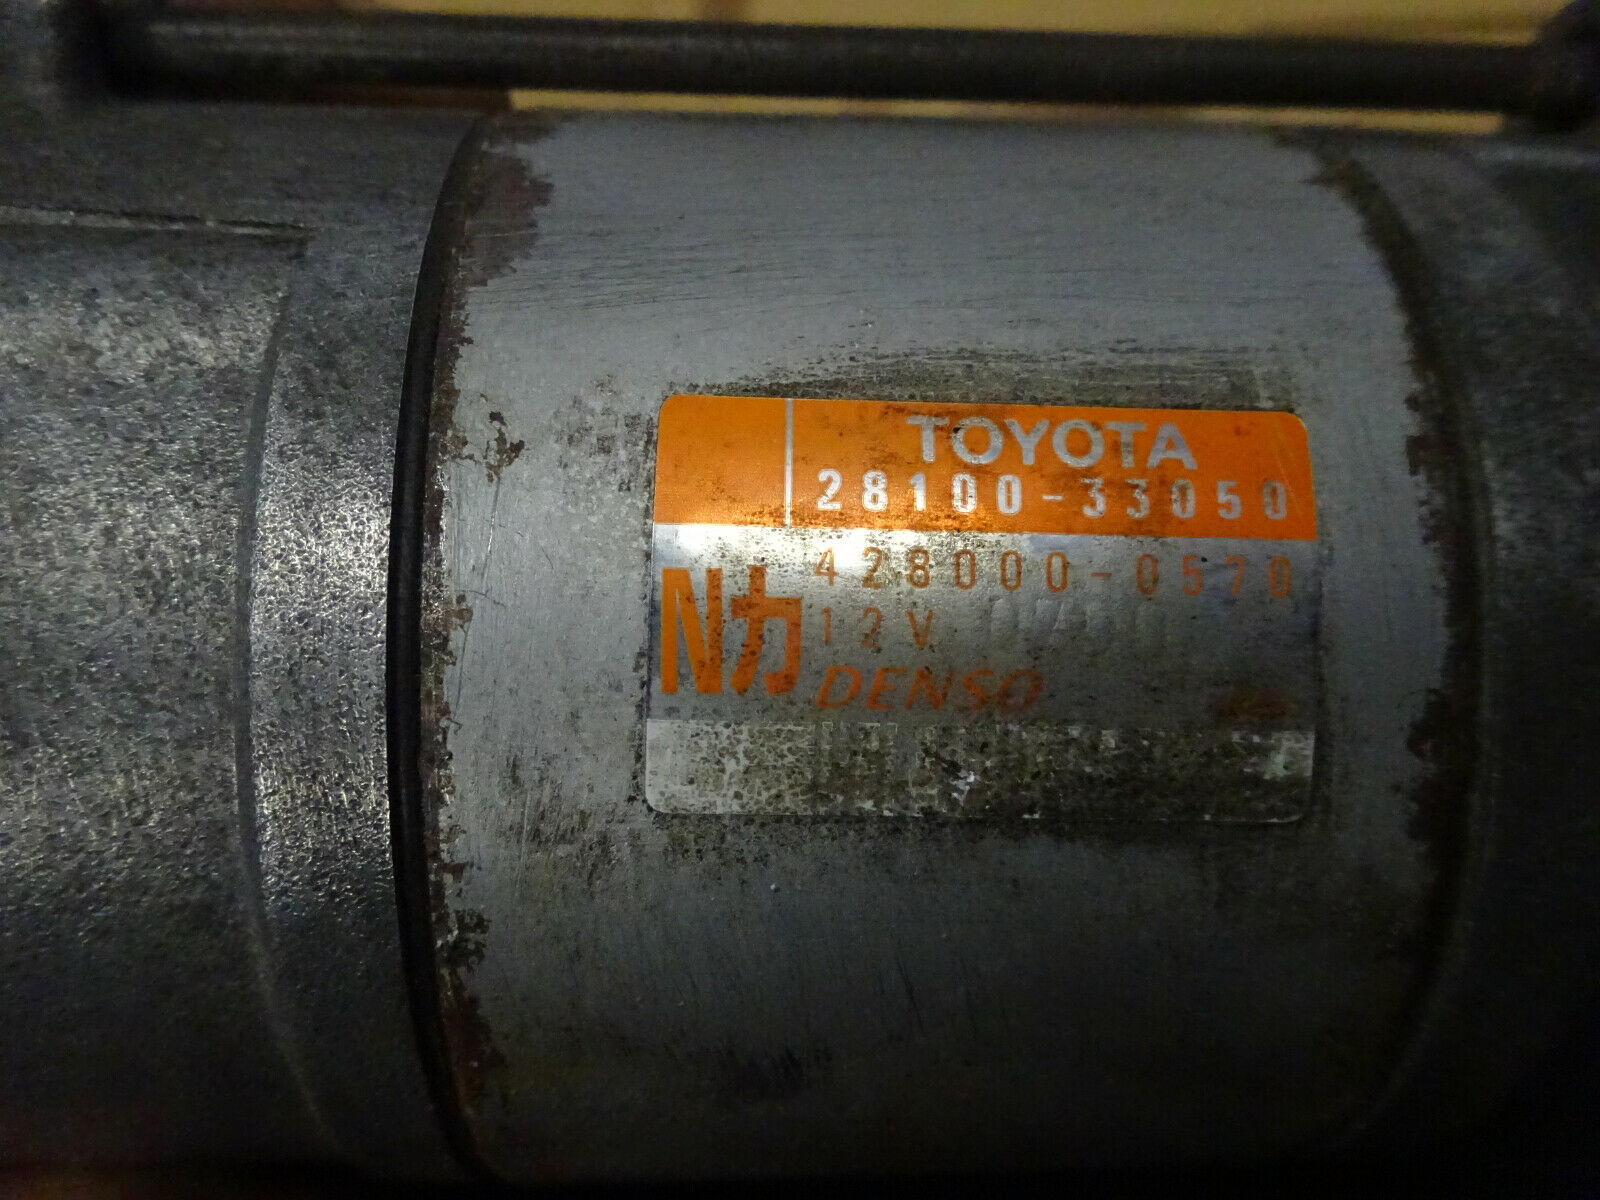 TOYOTA
28100-33050
428000-0570
Nカ 12V
DENSO